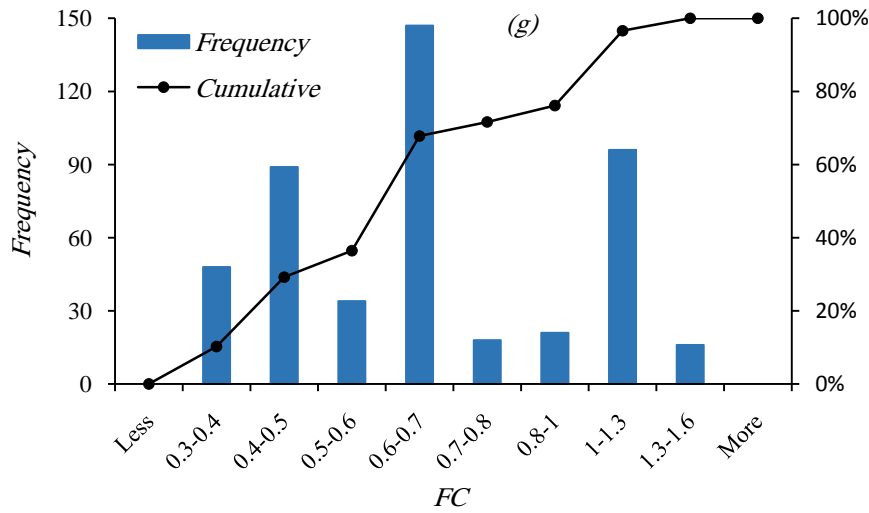 (g)
Frequency
Cumulative
Frequency
150
120
90
60
30
0
100%
80%
60%
40%
20%
0%
Less
0.3-0.4
0.4-0.5
0.5-0.6
0.6-0.7
0.7-0.8
0.8-1
1-1.3
1.3-1.6
More
FC